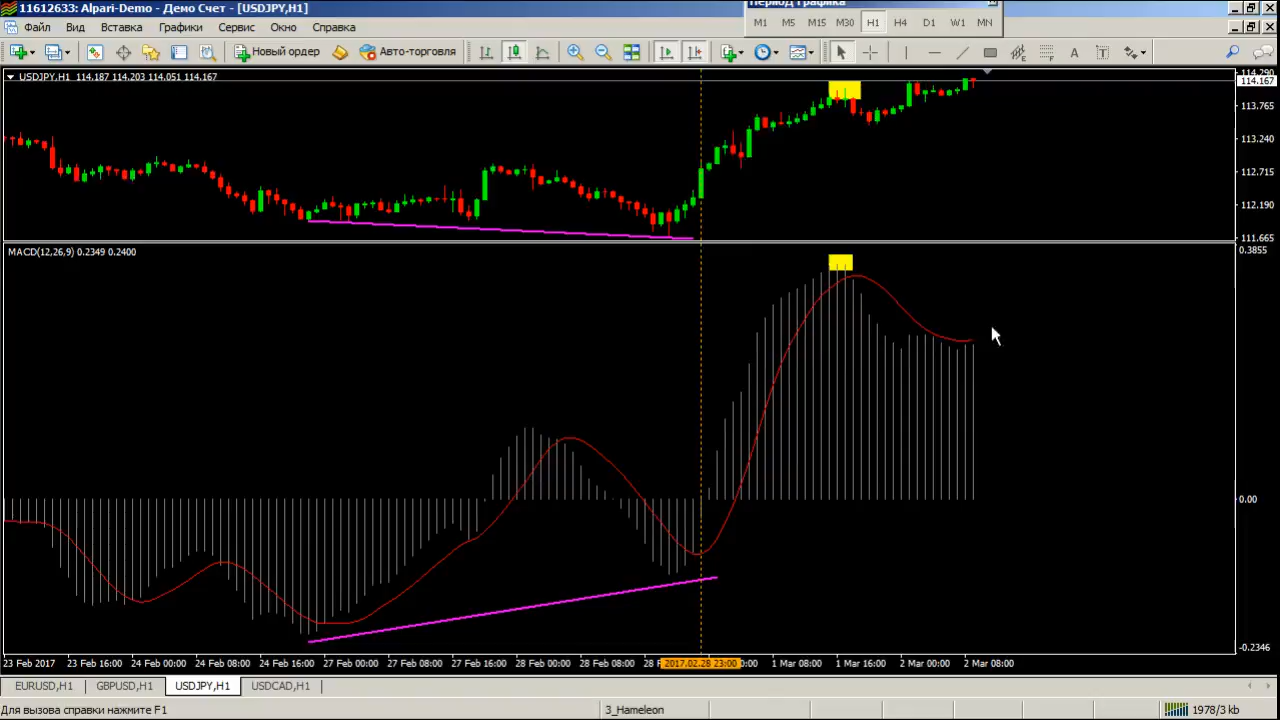 11612633: Alpari-Demo - Демо Счет - [USDJPY,H1]
Период графика
Файл Вид Вставка Графики Сервис Окно Справка
M1 M5 M15 M30 H1 H4 D1 W1 MN
Новый ордер Авто-торговля
USDJPY,H1 114.187 114.203 114.051 114.167
114.290
114.167
113.765
113.240
112.715
112.190
111.665
MACD(12,26,9) 0.2349 0.2400
0.3855
0.00
-0.2346
23 Feb 2017 23 Feb 16:00 24 Feb 00:00 24 Feb 08:00 24 Feb 16:00 27 Feb 00:00 27 Feb 08:00 27 Feb 16:00 28 Feb 00:00 28 Feb 08:00 28 F 2017.02.28 23:00 0:00 1 Mar 08:00 1 Mar 16:00 2 Mar 00:00 2 Mar 08:00
EURUSD,H1 GBPUSD,H1 USDJPY,H1 USDCAD,H1
Для вызова справки нажмите F1 3_Hameleon 1978/3 kb